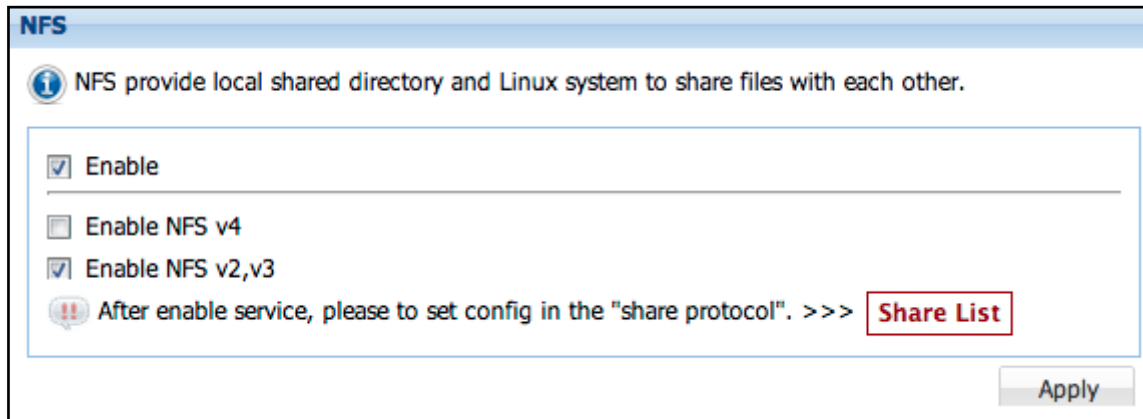 NFS
NFS provide local shared directory and Linux system to share files with each other.
Enable
Enable NFS v4
Enable NFS v2,v3
!! After enable service, please to set config in the "share protocol". >>> Share List
Apply